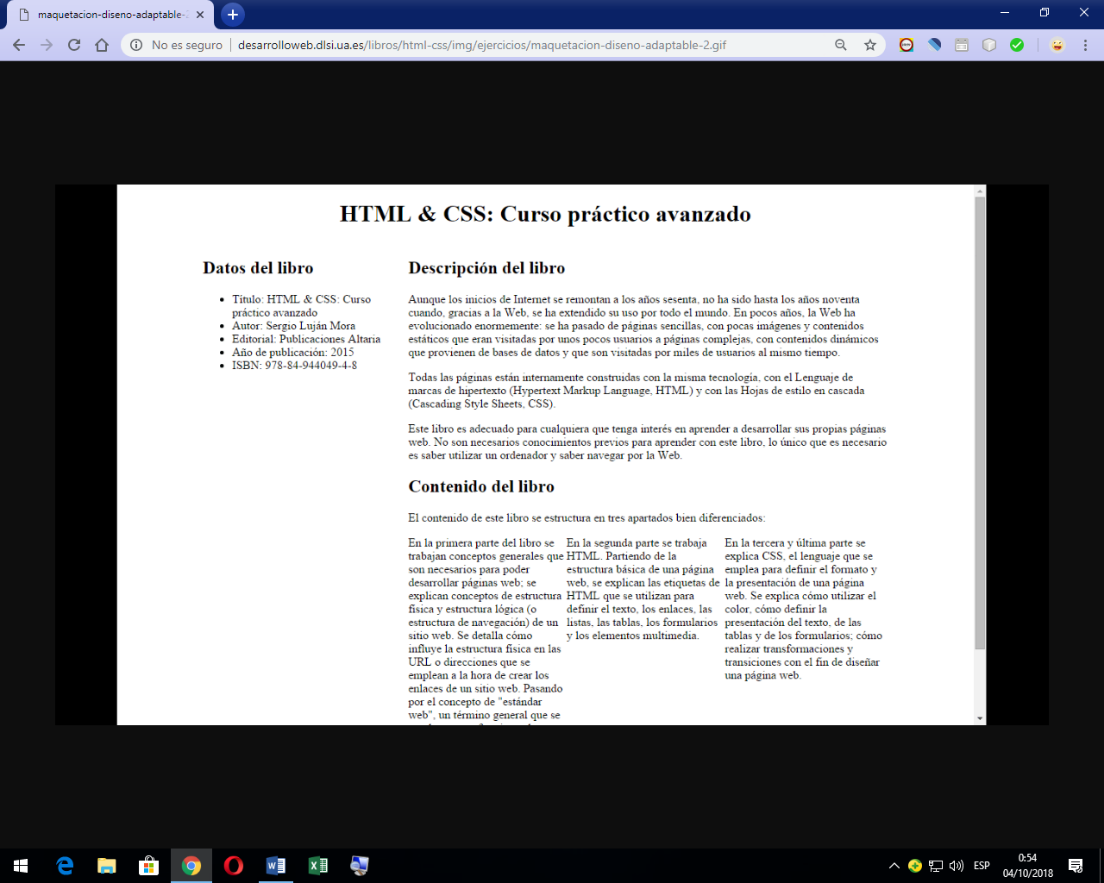 maquetacion-diseno-adaptable-2
No es seguro
desarrolloweb.dlsi.ua.es/libros/html-css/img/ejercicios/maquetacion-diseno-adaptable-2.gif
HTML & CSS: Curso práctico avanzado
Datos del libro
Título: HTML & CSS: Curso
práctico avanzado
Autor: Sergio Luján Mora
Editorial: Publicaciones Altaria
Año de publicación: 2015
ISBN: 978-84-944049-4-8
Descripción del libro
Aunque los inicios de Internet se remontan a los años sesenta, no ha sido hasta los años noventa
cuando, gracias a la Web, se ha extendido su uso por todo el mundo. En pocos años, la Web ha
evolucionado enormemente: se ha pasado de páginas sencillas, con pocas imágenes y contenidos
estáticos que eran visitadas por unos pocos usuarios a páginas complejas, con contenidos dinámicos
que provienen de bases de datos y que son visitadas por miles de usuarios al mismo tiempo.
Todas las páginas están internamente construidas con la misma tecnología, con el Lenguaje de
marcas de hipertexto (Hypertext Markup Language, HTML) y con las Hojas de estilo en cascada
(Cascading Style Sheets, CSS).
Este libro es adecuado para cualquiera que tenga interés en aprender a desarrollar sus propias páginas
web. No son necesarios conocimientos previos para aprender con este libro, lo único que es necesario
es saber utilizar un ordenador y saber navegar por la Web.
Contenido del libro
El contenido de este libro se estructura en tres apartados bien diferenciados:
En la primera parte del libro se
trabajan conceptos generales que
son necesarios para poder
desarrollar páginas web; se
explican conceptos de estructura
física y estructura lógica (o
estructura de navegación) de un
sitio web. Se detalla cómo
influye la estructura física en las
URL o direcciones que se
emplean a la hora de crear los
enlaces de un sitio web. Pasando
por el concepto de "estándar
web", un término general que se
En la segunda parte se trabaja
HTML. Partiendo de la
estructura básica de una página
web, se explican las etiquetas de
HTML que se utilizan para
definir el texto, los enlaces, las
listas, las tablas, los formularios
y los elementos multimedia.
En la tercera y última parte se
explica CSS, el lenguaje que se
emplea para definir el formato y
la presentación de una página
web. Se explica cómo utilizar el
color, cómo definir la
presentación del texto, de las
tablas y de los formularios; cómo
realizar transformaciones y
transiciones con el fin de diseñar
una página web.
ESP
0:54
04/10/2018